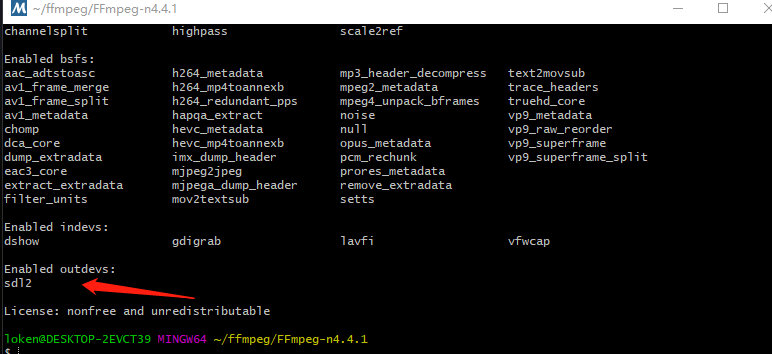 M ~/ffmpeg/FFmpeg-n4.4.1
channelsplit highpass scale2ref
Enabled bsfs:
aac_adtstoasc h264_metadata mp3_header_decompress text2movsub
av1_frame_merge h264_mp4toannexb mpeg2_metadata trace_headers
av1_frame_split h264_redundant_pps mpeg4_unpack_bframes truehd_core
av1_metadata hapqa_extract noise vp9_metadata
chomp hevc_metadata null vp9_raw_reorder
dca_core hevc_mp4toannexb opus_metadata vp9_superframe
dump_extradata imx_dump_header pcm_rechunk vp9_superframe_split
eac3_core mjpeg2jpeg prores_metadata
extract_extradata mjpega_dump_header remove_extradata
filter_units mov2textsub setts
Enabled indevs:
dshow gdigrab lavfi vfwcap
Enabled outdevs:
sdl2
License: nonfree and unredistributable
loken@DESKTOP-2EVCT39 MINGW64 ~/ffmpeg/FFmpeg-n4.4.1
$